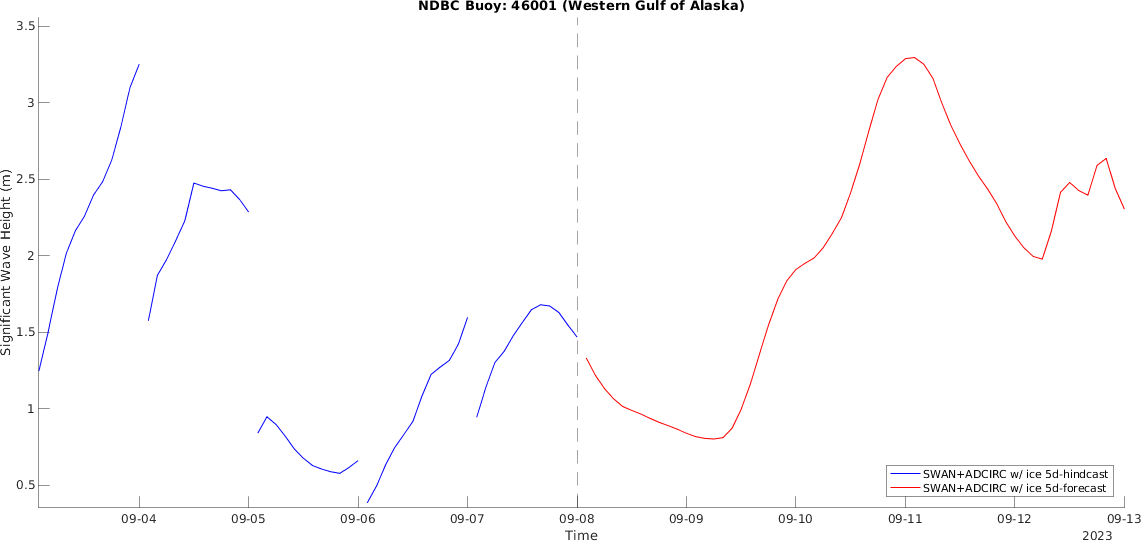 NDBC Buoy: 46001 (Western Gulf of Alaska)
3.5
3
2.5
2
1.5
1
0.5
Significant Wave Height (m)
SWAN+ADCIRC w/ ice 5d-hindcast
SWAN+ADCIRC w/ ice 5d-forecast
09-04 09-05 09-06 09-07 09-08 09-09 09-10 09-11 09-12 09-13
Time
2023